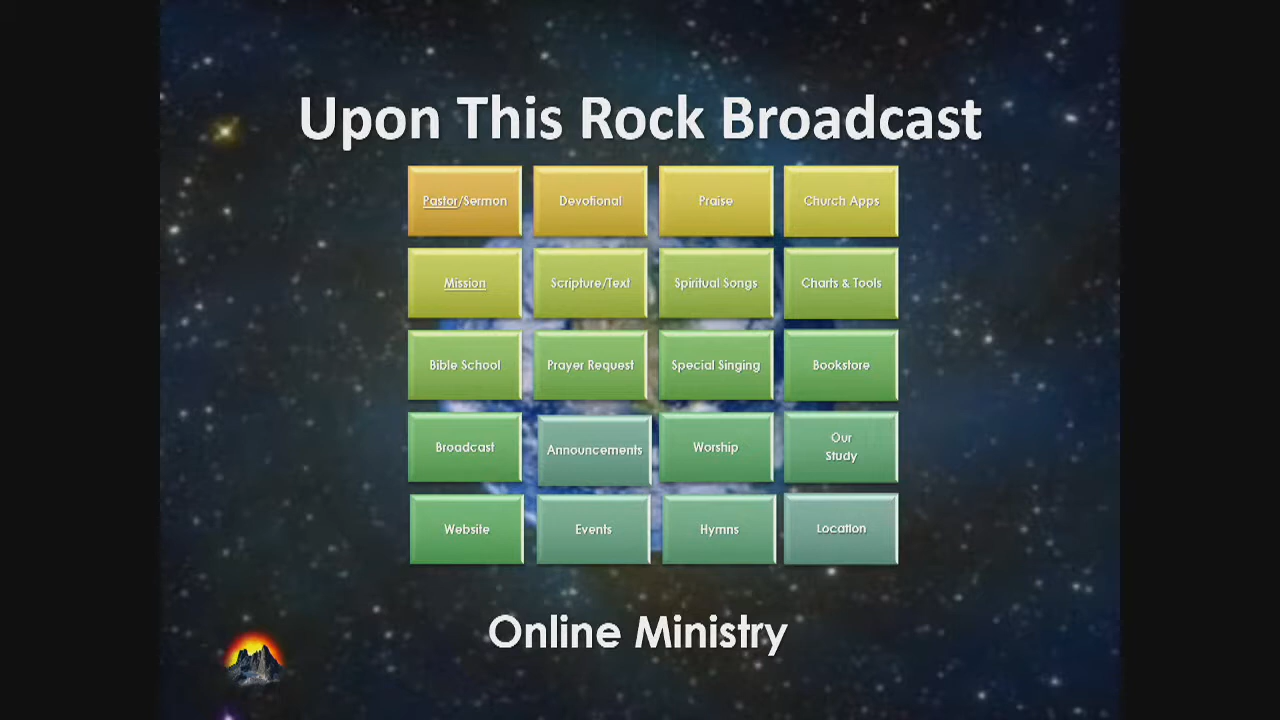 Upon This Rock Broadcast
Pastor/Sermon
Devotional
Praise
Church Apps
Mission
Scripture/Text
Spiritual Songs
Charts & Tools
Bible School
Prayer Request
Special Singing
Bookstore
Broadcast
Announcements
Worship
Our
Study
Website
Events
Hymns
Location
Online Ministry